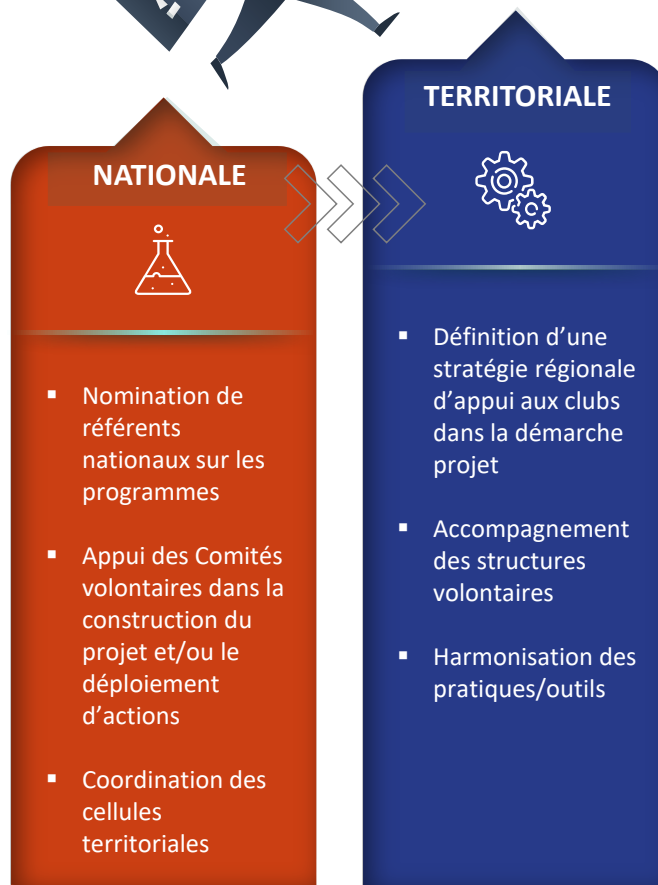 NATIONALE
▪ Nomination de
référents
nationaux sur les
programmes
▪ Appui des Comités
volontaires dans la
construction du
projet et/ou le
déploiement
d’actions
▪ Coordination des
cellules
territoriales
TERRITORIALE
▪ Définition d’une
stratégie régionale
d’appui aux clubs
dans la démarche
projet
▪ Accompagnement
des structures
volontaires
▪ Harmonisation des
pratiques/outils